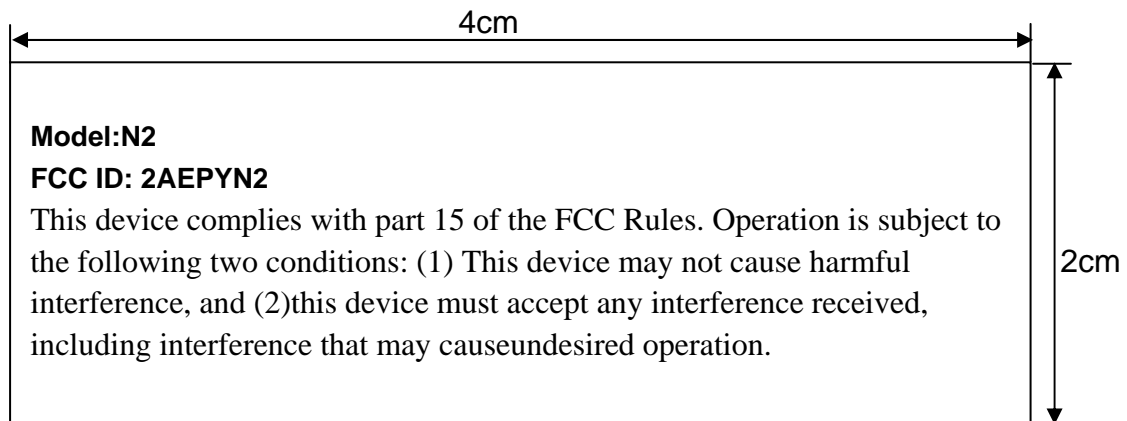 4cm
Model:N2
FCC ID: 2AEPYN2
This device complies with part 15 of the FCC Rules. Operation is subject to
the following two conditions: (1) This device may not cause harmful
2cm
interference, and (2)this device must accept any interference received,
including interference that may causeundesired operation.